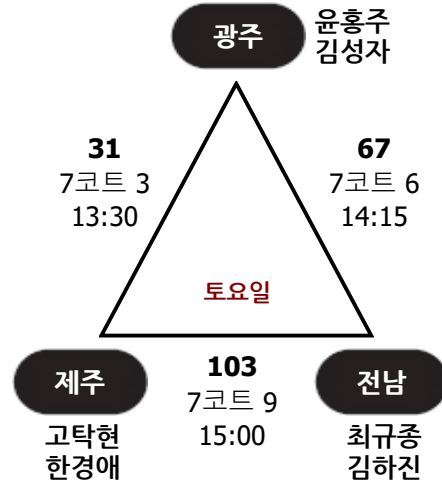 광주
윤홍주
김성자
31
7코트 3
13:30
67
7코트 6
14:15
토요일
제주
고탁현
한경애
103
7코트 9
15:00
전남
최규종
김하진